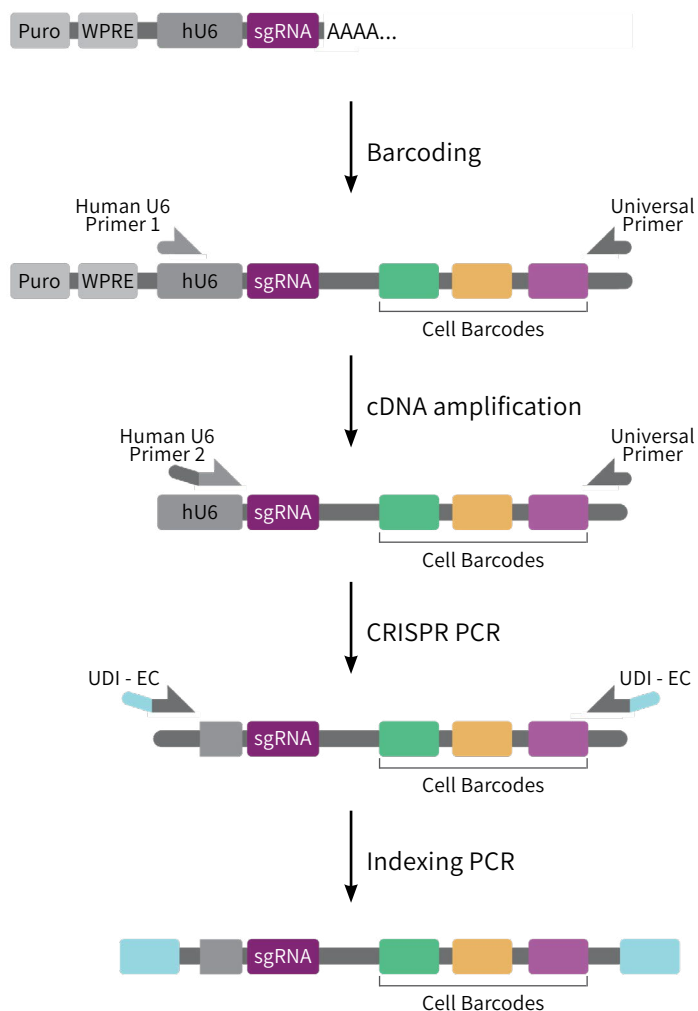 Puro WPRE hU6 sgRNA AAAA...
Barcoding
Human U6
Primer 1
Universal
Primer
Puro WPRE hU6 sgRNA
Cell Barcodes
cDNA amplification
Human U6
Primer 2
Universal
Primer
hU6 sgRNA
Cell Barcodes
CRISPR PCR
UDI - EC
UDI - EC
sgRNA
Cell Barcodes
Indexing PCR
sgRNA
Cell Barcodes